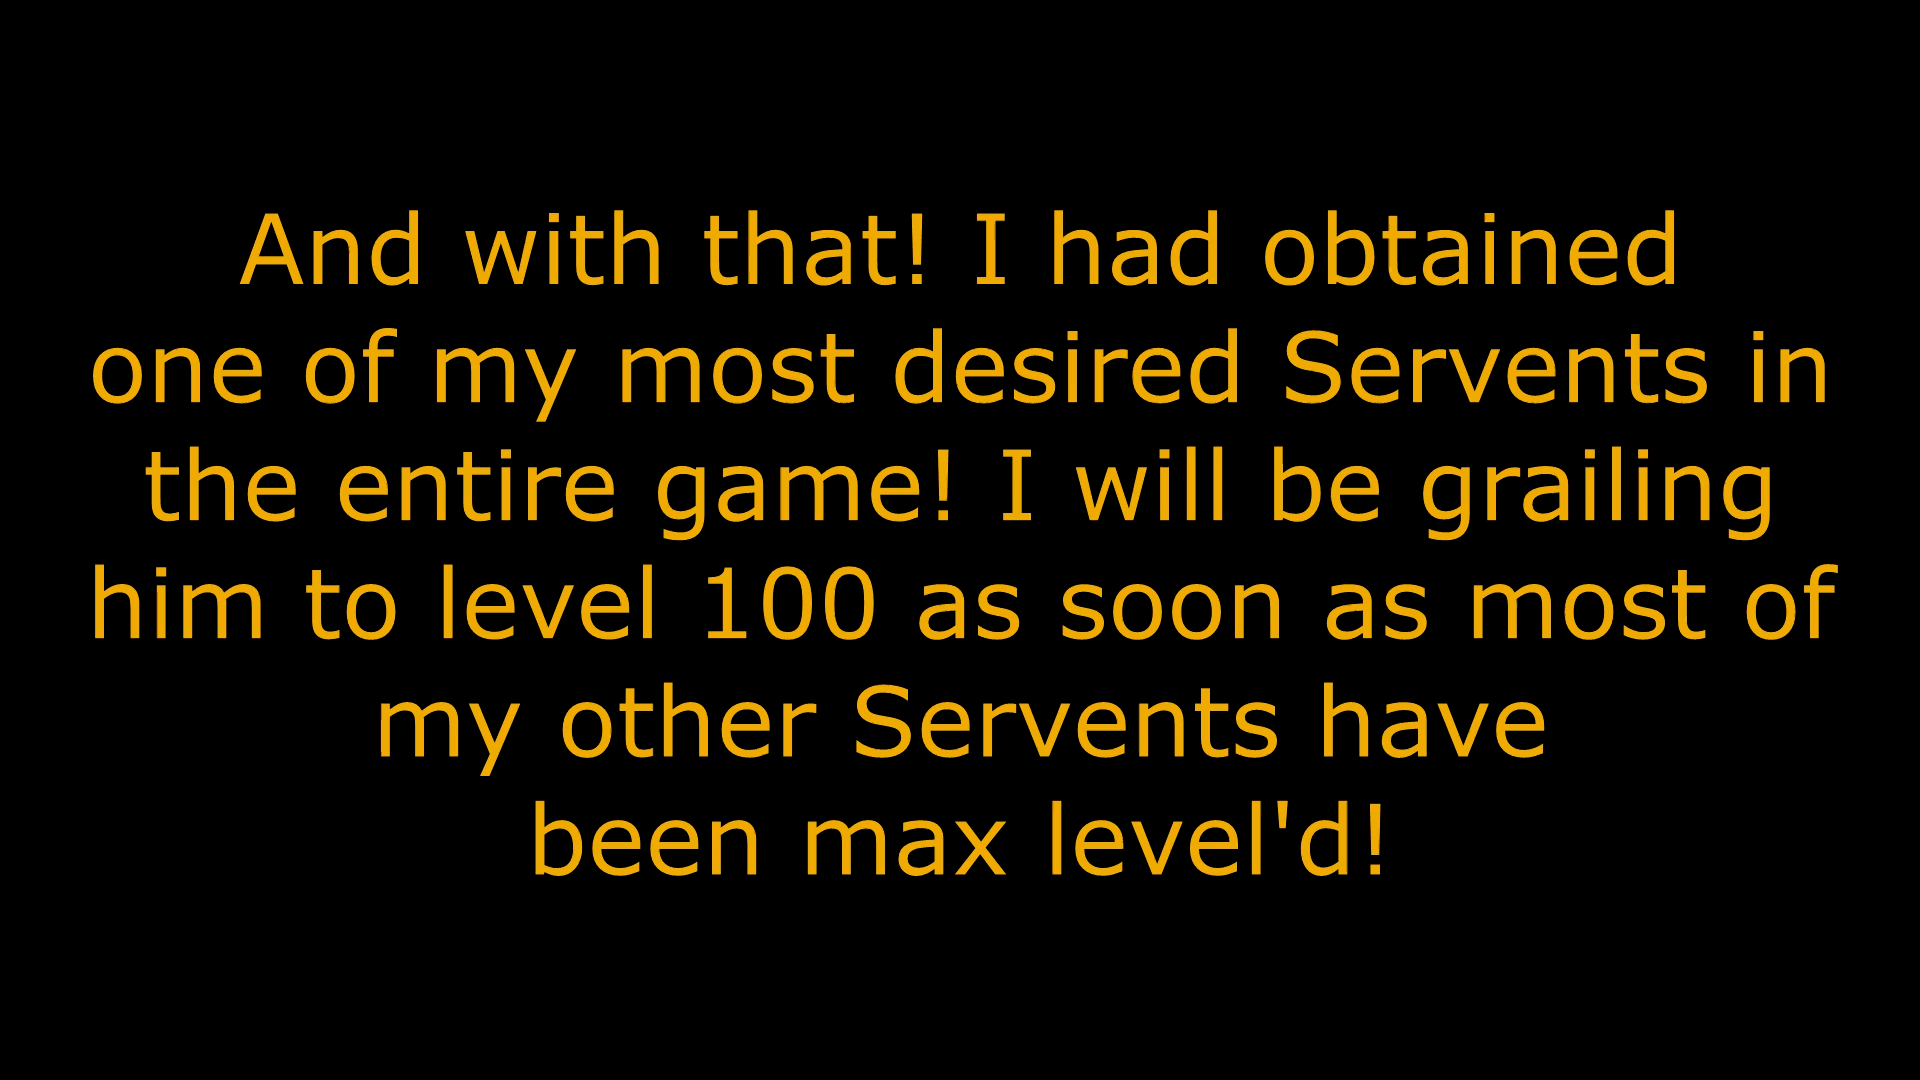 And with that! I had obtained
one of my most desired Servents in
the entire game! I will be grailing
him to level 100 as soon as most of
my other Servents have
been max level'd!